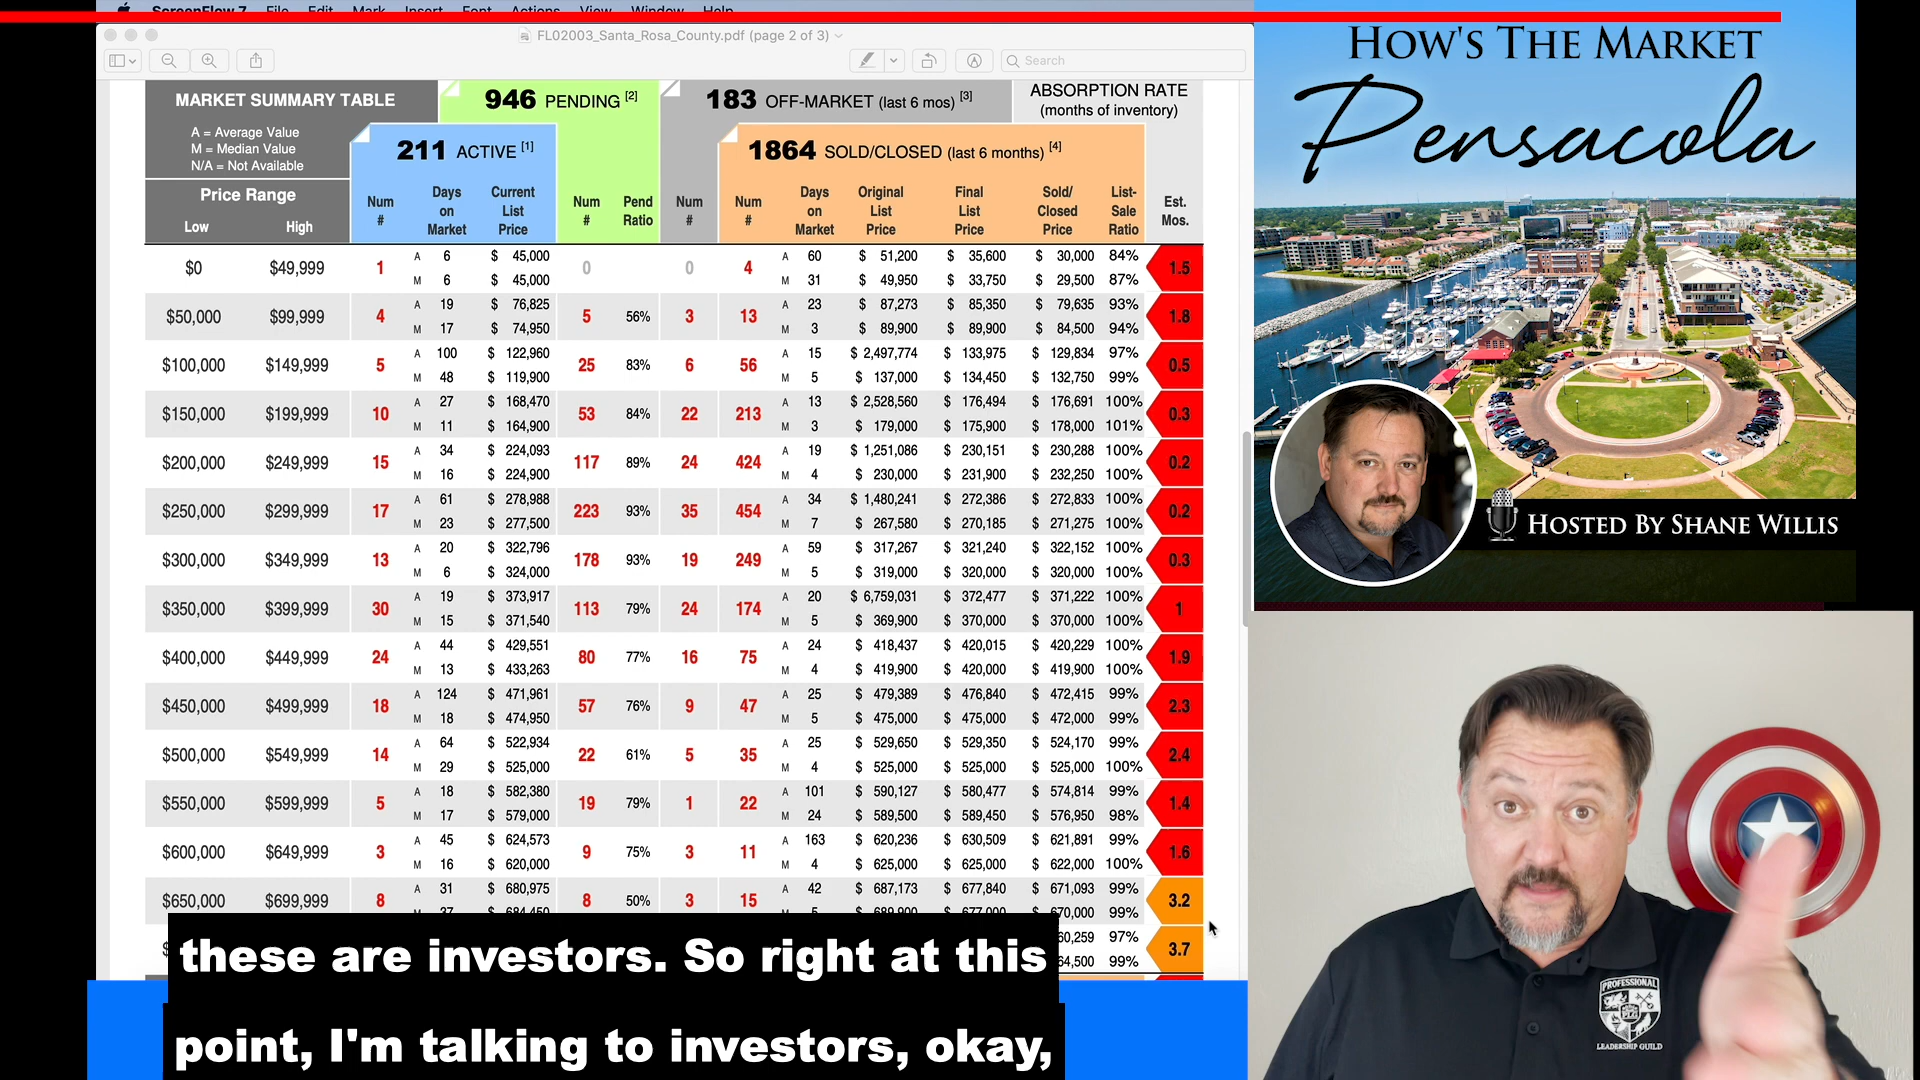 ScreenFlow 7 File Edit Mark Insert Font Actions View Window Help
FL02003_Santa_Rosa_County.pdf (page 2 of 3)
Search
MARKET SUMMARY TABLE
A = Average Value
M = Median Value
N/A = Not Available
946 PENDING [2]
183 OFF-MARKET (last 6 mos) [3]
ABSORPTION RATE
(months of inventory)
211 ACTIVE [1]
1864 SOLD/CLOSED (last 6 months) [4]
Price Range
Low High
Num # Days on Market Current List Price Num # Pend Ratio Num # Num # Days on Market Original List Price Final List Price Sold/Closed Price List-Sale Ratio Est. Mos.
$0 $49,999 1 A 6 $ 45,000 0 0 4 A 60 $ 51,200 $ 35,600 $ 30,000 84% 1.5
M 6 $ 45,000 M 31 $ 49,950 $ 33,750 $ 29,500 87%
$50,000 $99,999 4 A 19 $ 76,825 5 56% 3 13 A 23 $ 87,273 $ 85,350 $ 79,635 93% 1.8
M 17 $ 74,950 M 3 $ 89,900 $ 89,900 $ 84,500 94%
$100,000 $149,999 5 A 100 $ 122,960 25 83% 6 56 A 15 $ 2,497,774 $ 133,975 $ 129,834 97% 0.5
M 48 $ 119,900 M 5 $ 137,000 $ 134,450 $ 132,750 99%
$150,000 $199,999 10 A 27 $ 168,470 53 84% 22 213 A 13 $ 2,528,560 $ 176,494 $ 176,691 100% 0.3
M 11 $ 164,900 M 3 $ 179,000 $ 175,900 $ 178,000 101%
$200,000 $249,999 15 A 34 $ 224,093 117 89% 24 424 A 19 $ 1,251,086 $ 230,151 $ 230,288 100% 0.2
M 16 $ 224,900 M 4 $ 230,000 $ 231,900 $ 232,250 100%
$250,000 $299,999 17 A 61 $ 278,988 223 93% 35 454 A 34 $ 1,480,241 $ 272,386 $ 272,833 100% 0.2
M 23 $ 277,500 M 7 $ 267,580 $ 270,185 $ 271,275 100%
$300,000 $349,999 13 A 20 $ 322,796 178 93% 19 249 A 59 $ 317,267 $ 321,240 $ 322,152 100% 0.3
M 6 $ 324,000 M 5 $ 319,000 $ 320,000 $ 320,000 100%
$350,000 $399,999 30 A 19 $ 373,917 113 79% 24 174 A 20 $ 6,759,031 $ 372,477 $ 371,222 100% 1
M 15 $ 371,540 M 5 $ 369,900 $ 370,000 $ 370,000 100%
$400,000 $449,999 24 A 44 $ 429,551 80 77% 16 75 A 24 $ 418,437 $ 420,015 $ 420,229 100% 1.9
M 13 $ 433,263 M 4 $ 419,900 $ 420,000 $ 419,900 100%
$450,000 $499,999 18 A 124 $ 471,961 57 76% 9 47 A 25 $ 479,389 $ 476,840 $ 472,415 99% 2.3
M 18 $ 474,950 M 5 $ 475,000 $ 475,000 $ 472,000 99%
$500,000 $549,999 14 A 64 $ 522,934 22 61% 5 35 A 25 $ 529,650 $ 529,350 $ 524,170 99% 2.4
M 29 $ 525,000 M 4 $ 525,000 $ 525,000 $ 525,000 100%
$550,000 $599,999 5 A 18 $ 582,380 19 79% 1 22 A 101 $ 590,127 $ 580,477 $ 574,814 99% 1.4
M 17 $ 579,000 M 24 $ 589,500 $ 589,450 $ 576,950 98%
$600,000 $649,999 3 A 45 $ 624,573 9 75% 3 11 A 163 $ 620,236 $ 630,509 $ 621,891 99% 1.6
M 16 $ 620,000 M 4 $ 625,000 $ 625,000 $ 622,000 100%
$650,000 $699,999 8 A 31 $ 680,975 8 50% 3 15 A 42 $ 687,173 $ 677,840 $ 671,093 99% 3.2
99%
60,259 97% 3.7
64,500 99%
these are investors. So right at this
point, I'm talking to investors, okay,
HOW'S THE MARKET
Pensacola
HOSTED BY SHANE WILLIS
PROFESSIONAL
PLG
LEADERSHIP GUILD